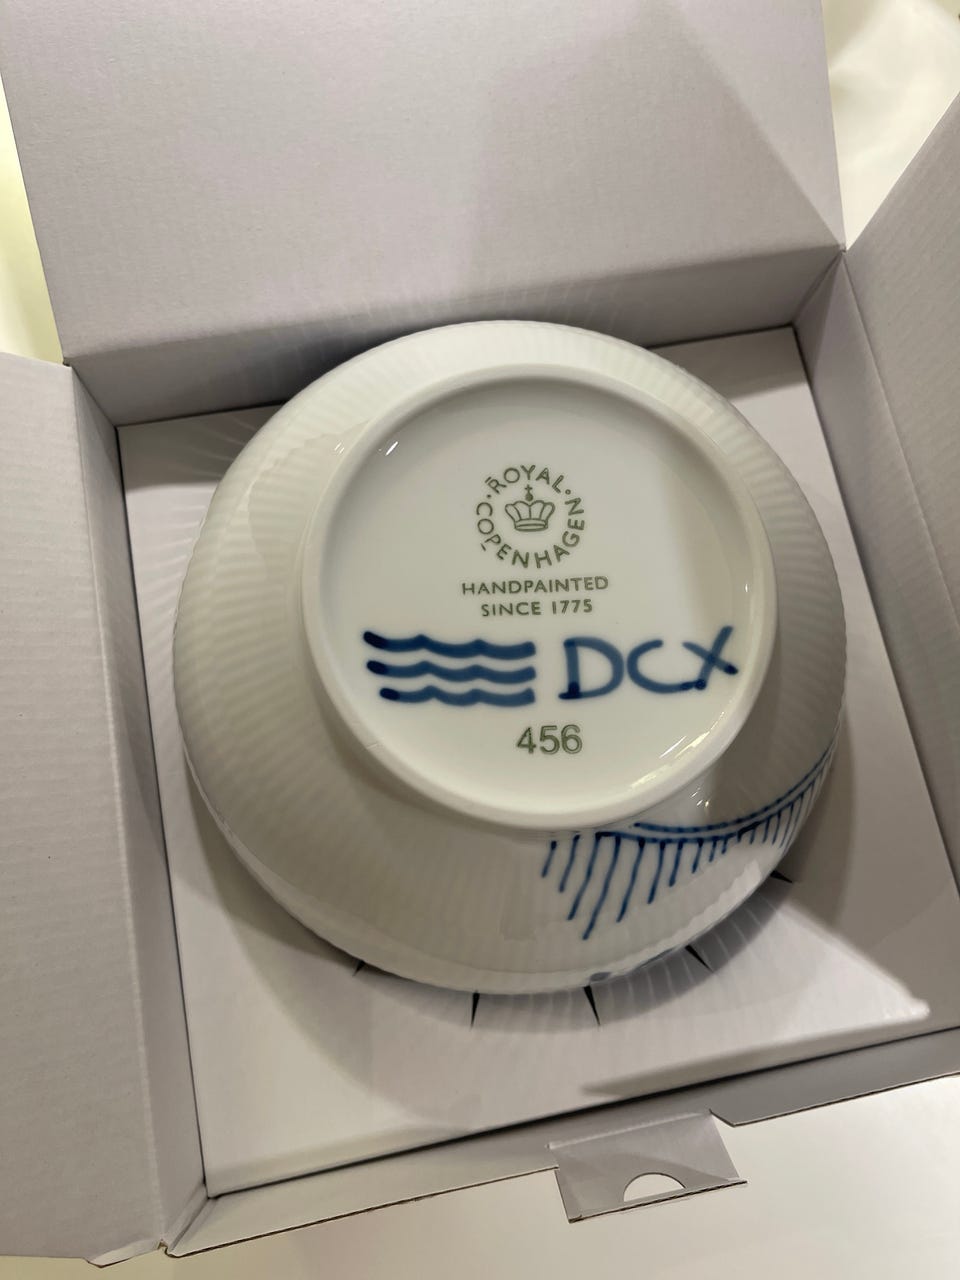 ROYAL · COPENHAGEN ·
HANDPAINTED
SINCE 1775
DCX
456